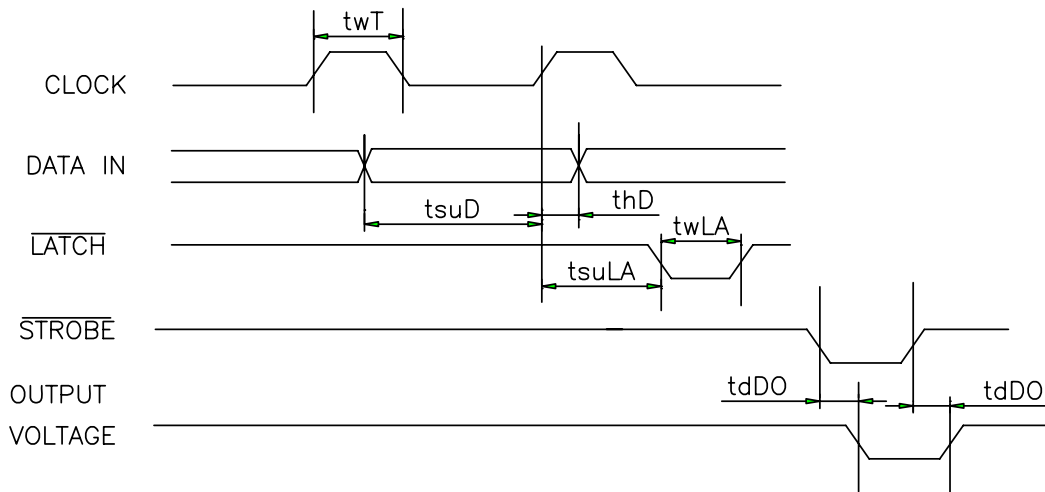 twT
CLOCK
DATA IN
tsuD
thD
LATCH
twLA
tsuLA
STROBE
OUTPUT
VOLTAGE
tdDO
tdDO